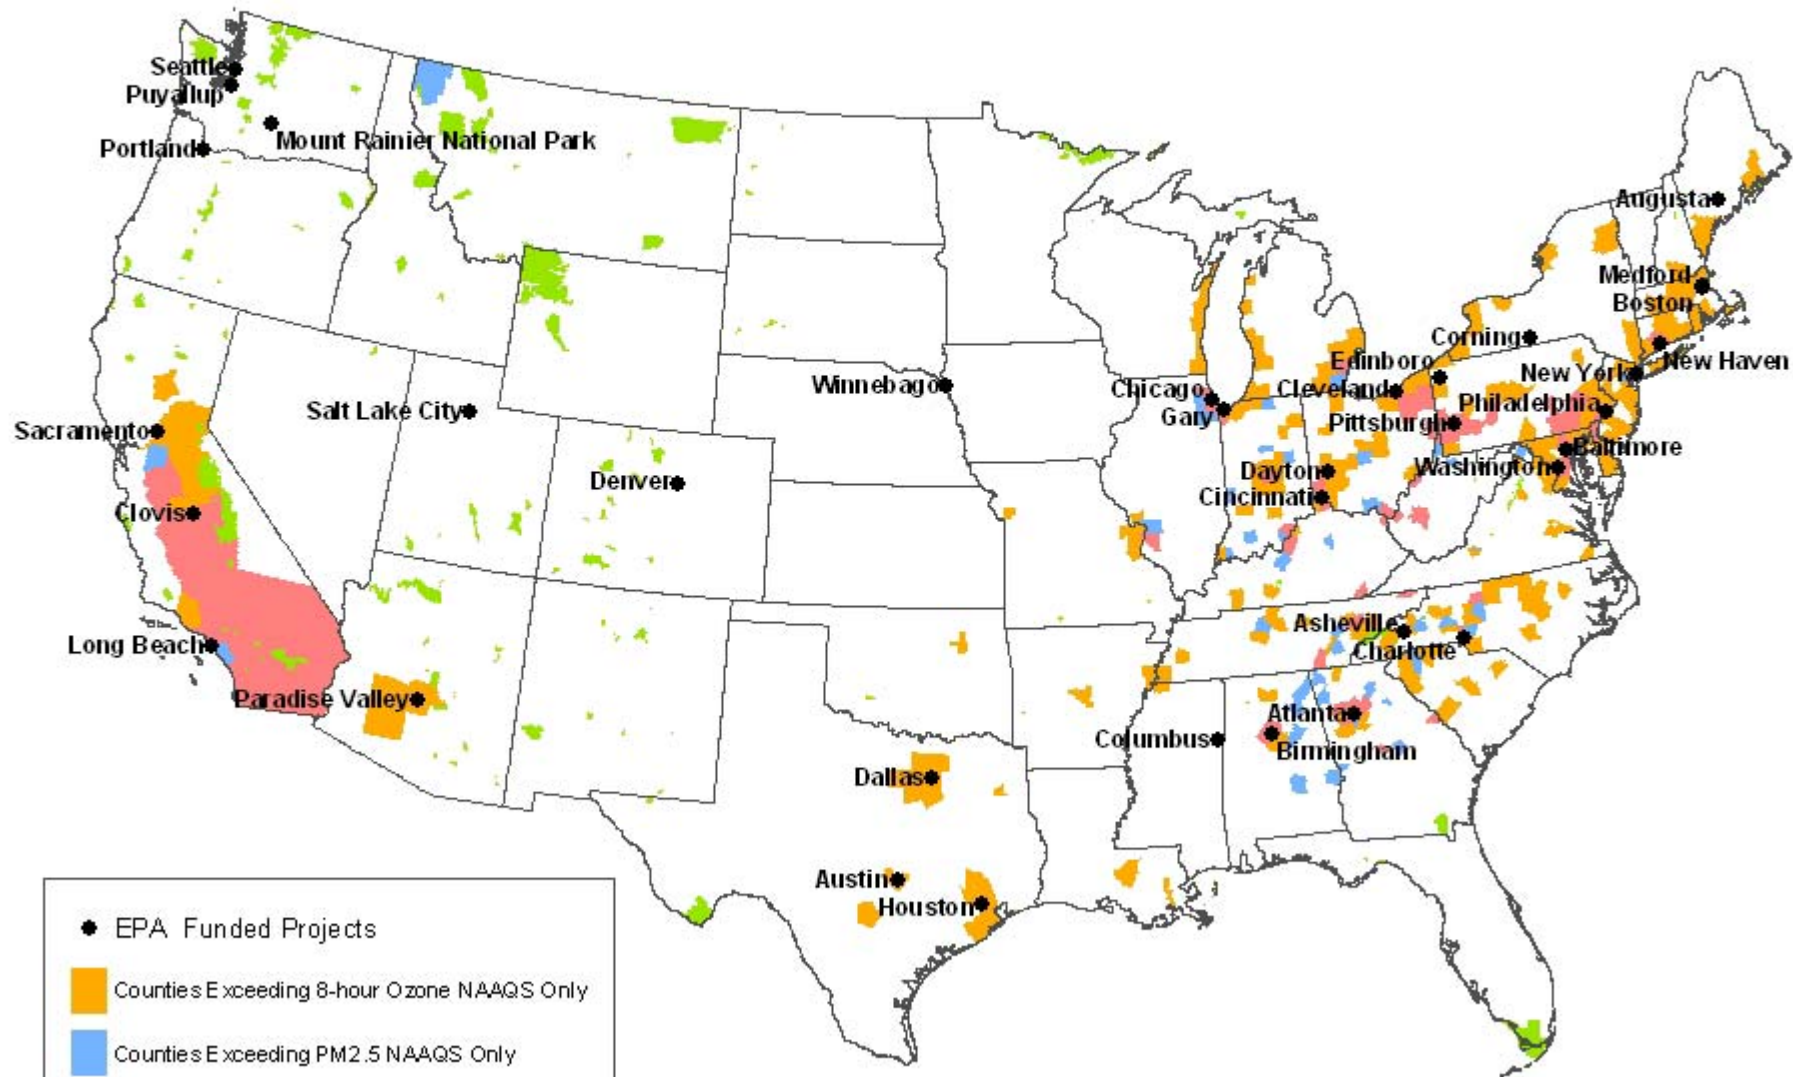 Seattle
Puyallup
Mount Rainier National Park
Portland
Augusta
Medford
Boston
Corning
Edinboro
New Haven
New York
Winnebago
Chicago
Cleveland
Salt Lake City
Philadelphia
Gary
Pittsburgh
Sacramento
Baltimore
Washington
Dayton
Denver
Cincinnati
Clovis
Asheville
Long Beach
Charlotte
Paradise Valley
Atlanta
Columbus
Birmingham
Dallas
Austin
Houston
EPA Funded Projects
Counties Exceeding 8-hour Ozone NAAQS Only
Counties Exceeding PM2.5 NAAQS Only